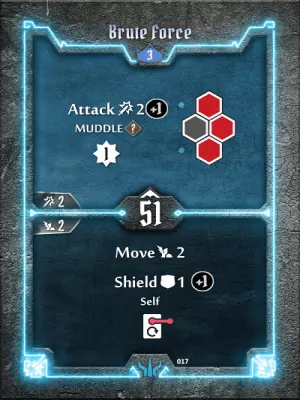 Brute Force
3
Attack 2 +1
MUDDLE ?
1
2
51
2
Move 2
Shield 1 +1
Self
017